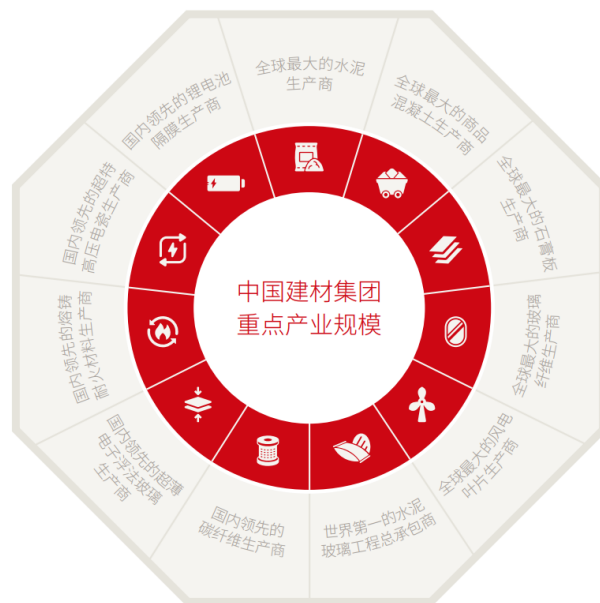 中国建材集团
重点产业规模
全球最大的水泥
生产商
全球最大的商品
混凝土生产商
全球最大的石膏板
生产商
全球最大的玻璃
纤维生产商
全球最大的风电
叶片生产商
世界第一的水泥
玻璃工程总承包商
国内领先的
碳纤维生产商
国内领先的超薄
电子浮法玻璃
生产商
国内领先的熔铸
耐火材料生产商
国内领先的超特
高压电瓷生产商
国内领先的锂电池
隔膜生产商